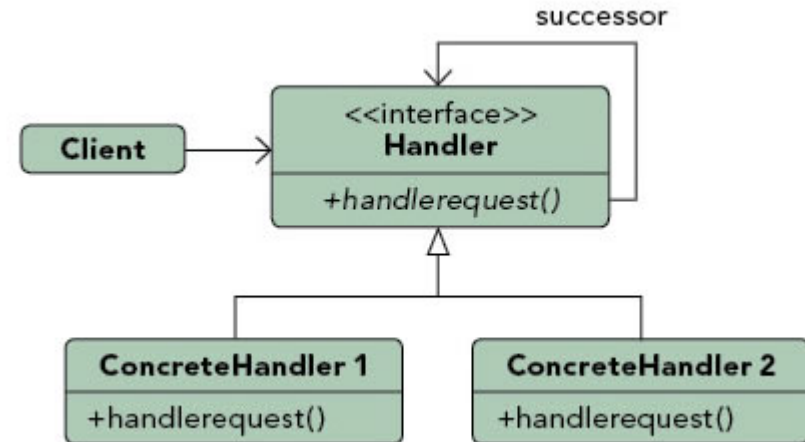 successor
<<interface>>
Handler
Client
+handlerequest()
ConcreteHandler 1
+handlerequest()
ConcreteHandler 2
+handlerequest()